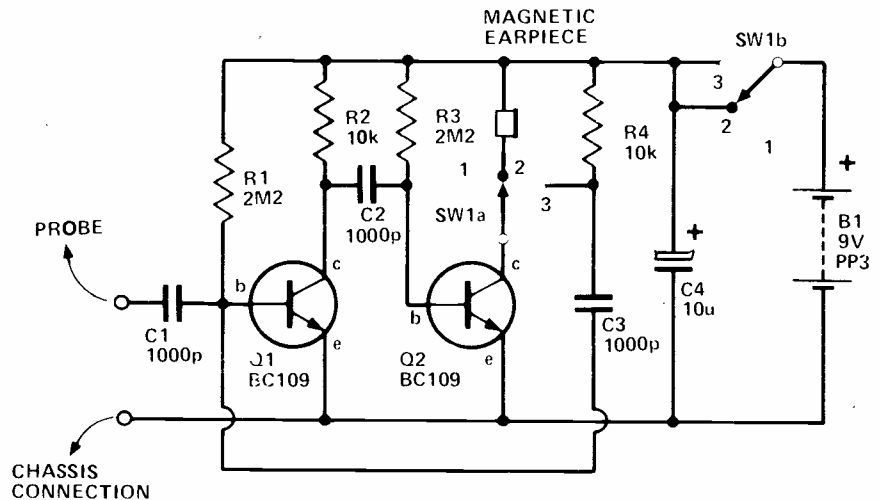 MAGNETIC
EARPIECE
SW1b
3
2
1
R2
10k
R3
2M2
R4
10k
1
2
R1
2M2
C2
1000p
SW1a
3
+
B1
9V
PP3
PROBE
+
C4
10u
b
c
b
c
C1
1000p
e
e
C3
1000p
Q1
BC109
Q2
BC109
CHASSIS
CONNECTION